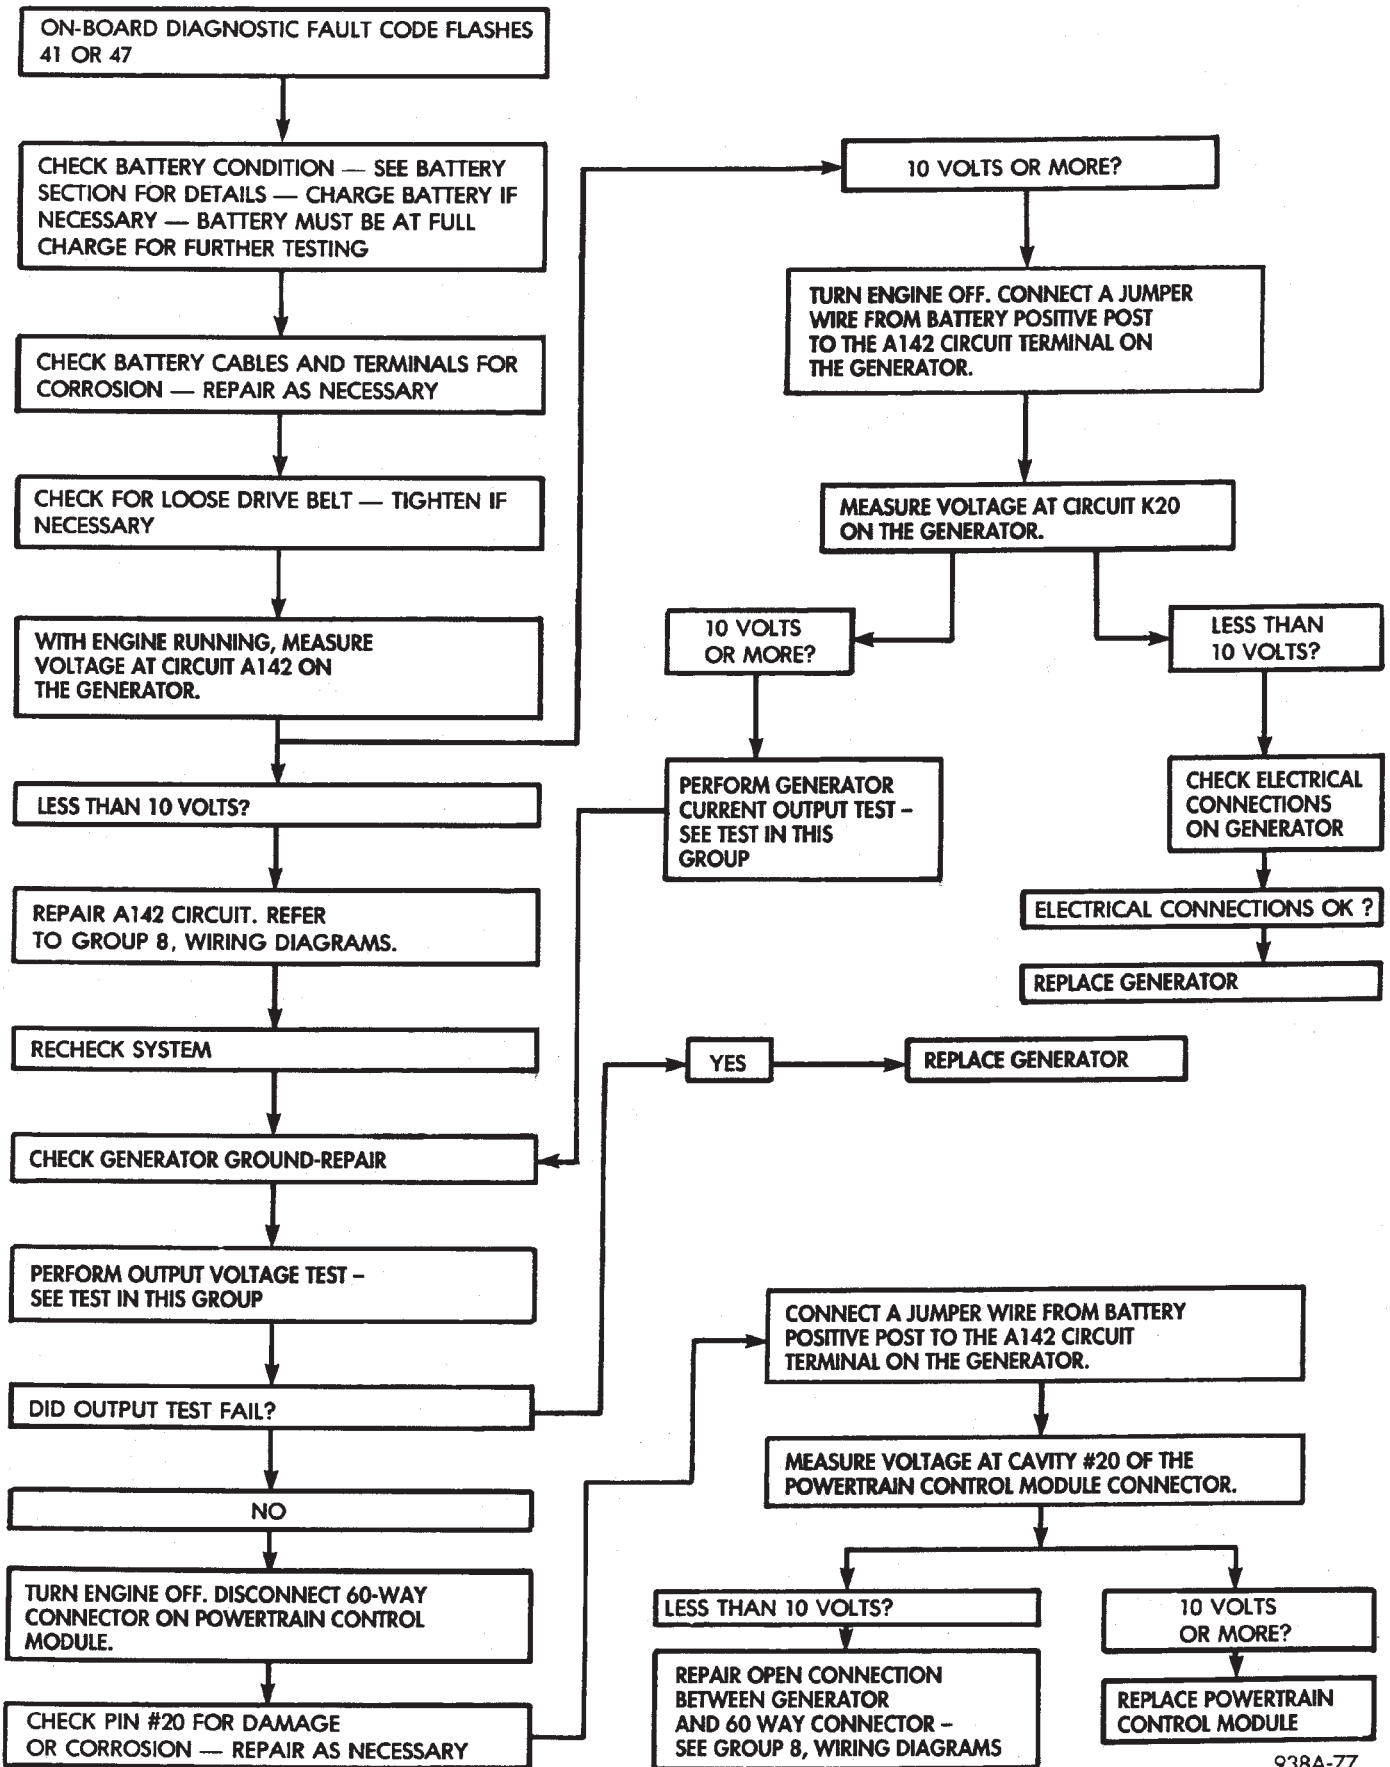 ON-BOARD DIAGNOSTIC FAULT CODE FLASHES
41 OR 47
CHECK BATTERY CONDITION — SEE BATTERY
SECTION FOR DETAILS — CHARGE BATTERY IF
NECESSARY — BATTERY MUST BE AT FULL
CHARGE FOR FURTHER TESTING
CHECK BATTERY CABLES AND TERMINALS FOR
CORROSION — REPAIR AS NECESSARY
CHECK FOR LOOSE DRIVE BELT — TIGHTEN IF
NECESSARY
WITH ENGINE RUNNING, MEASURE
VOLTAGE AT CIRCUIT A142 ON
THE GENERATOR.
LESS THAN 10 VOLTS?
REPAIR A142 CIRCUIT. REFER
TO GROUP 8, WIRING DIAGRAMS.
RECHECK SYSTEM
CHECK GENERATOR GROUND-REPAIR
PERFORM OUTPUT VOLTAGE TEST –
SEE TEST IN THIS GROUP
DID OUTPUT TEST FAIL?
NO
TURN ENGINE OFF. DISCONNECT 60-WAY
CONNECTOR ON POWERTRAIN CONTROL
MODULE.
CHECK PIN #20 FOR DAMAGE
OR CORROSION — REPAIR AS NECESSARY
10 VOLTS OR MORE?
TURN ENGINE OFF. CONNECT A JUMPER
WIRE FROM BATTERY POSITIVE POST
TO THE A142 CIRCUIT TERMINAL ON
THE GENERATOR.
MEASURE VOLTAGE AT CIRCUIT K20
ON THE GENERATOR.
10 VOLTS
OR MORE?
PERFORM GENERATOR
CURRENT OUTPUT TEST –
SEE TEST IN THIS
GROUP
LESS THAN
10 VOLTS?
CHECK ELECTRICAL
CONNECTIONS
ON GENERATOR
ELECTRICAL CONNECTIONS OK ?
REPLACE GENERATOR
YES
REPLACE GENERATOR
CONNECT A JUMPER WIRE FROM BATTERY
POSITIVE POST TO THE A142 CIRCUIT
TERMINAL ON THE GENERATOR.
MEASURE VOLTAGE AT CAVITY #20 OF THE
POWERTRAIN CONTROL MODULE CONNECTOR.
LESS THAN 10 VOLTS?
REPAIR OPEN CONNECTION
BETWEEN GENERATOR
AND 60 WAY CONNECTOR –
SEE GROUP 8, WIRING DIAGRAMS
10 VOLTS
OR MORE?
REPLACE POWERTRAIN
CONTROL MODULE
938A-77